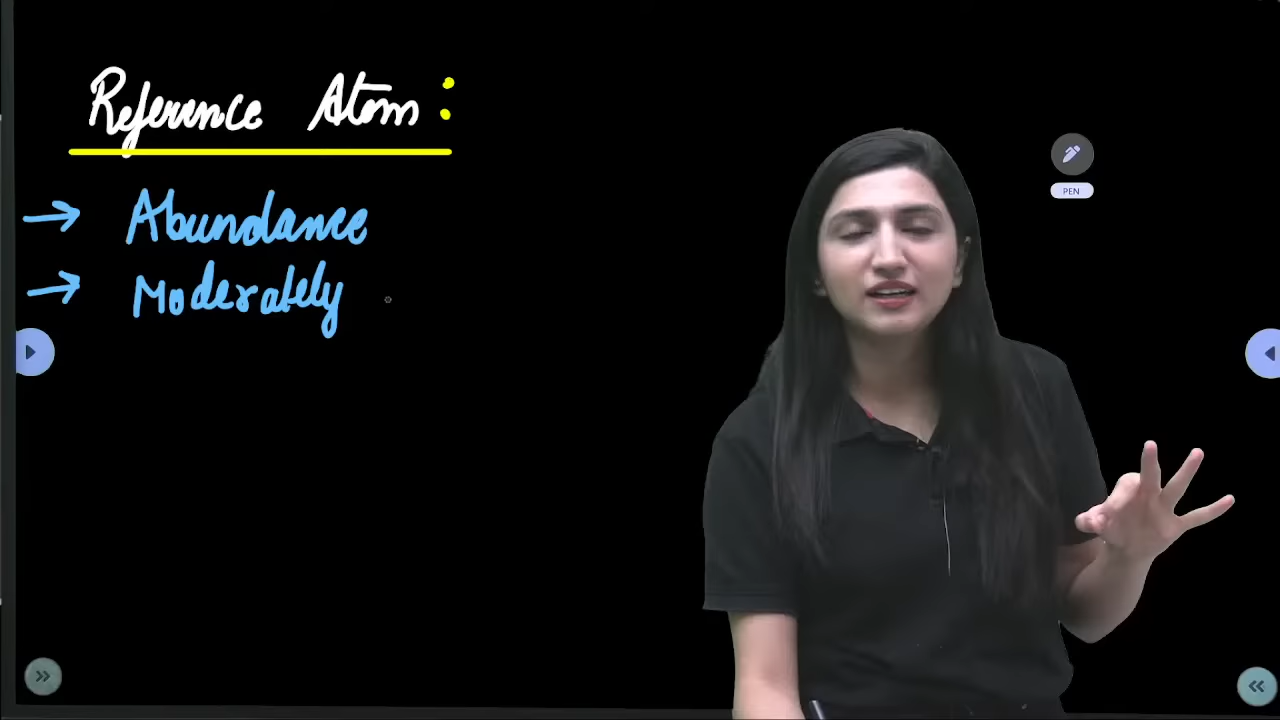 Reference Atom :
→ Abundance
→ Moderately
PEN